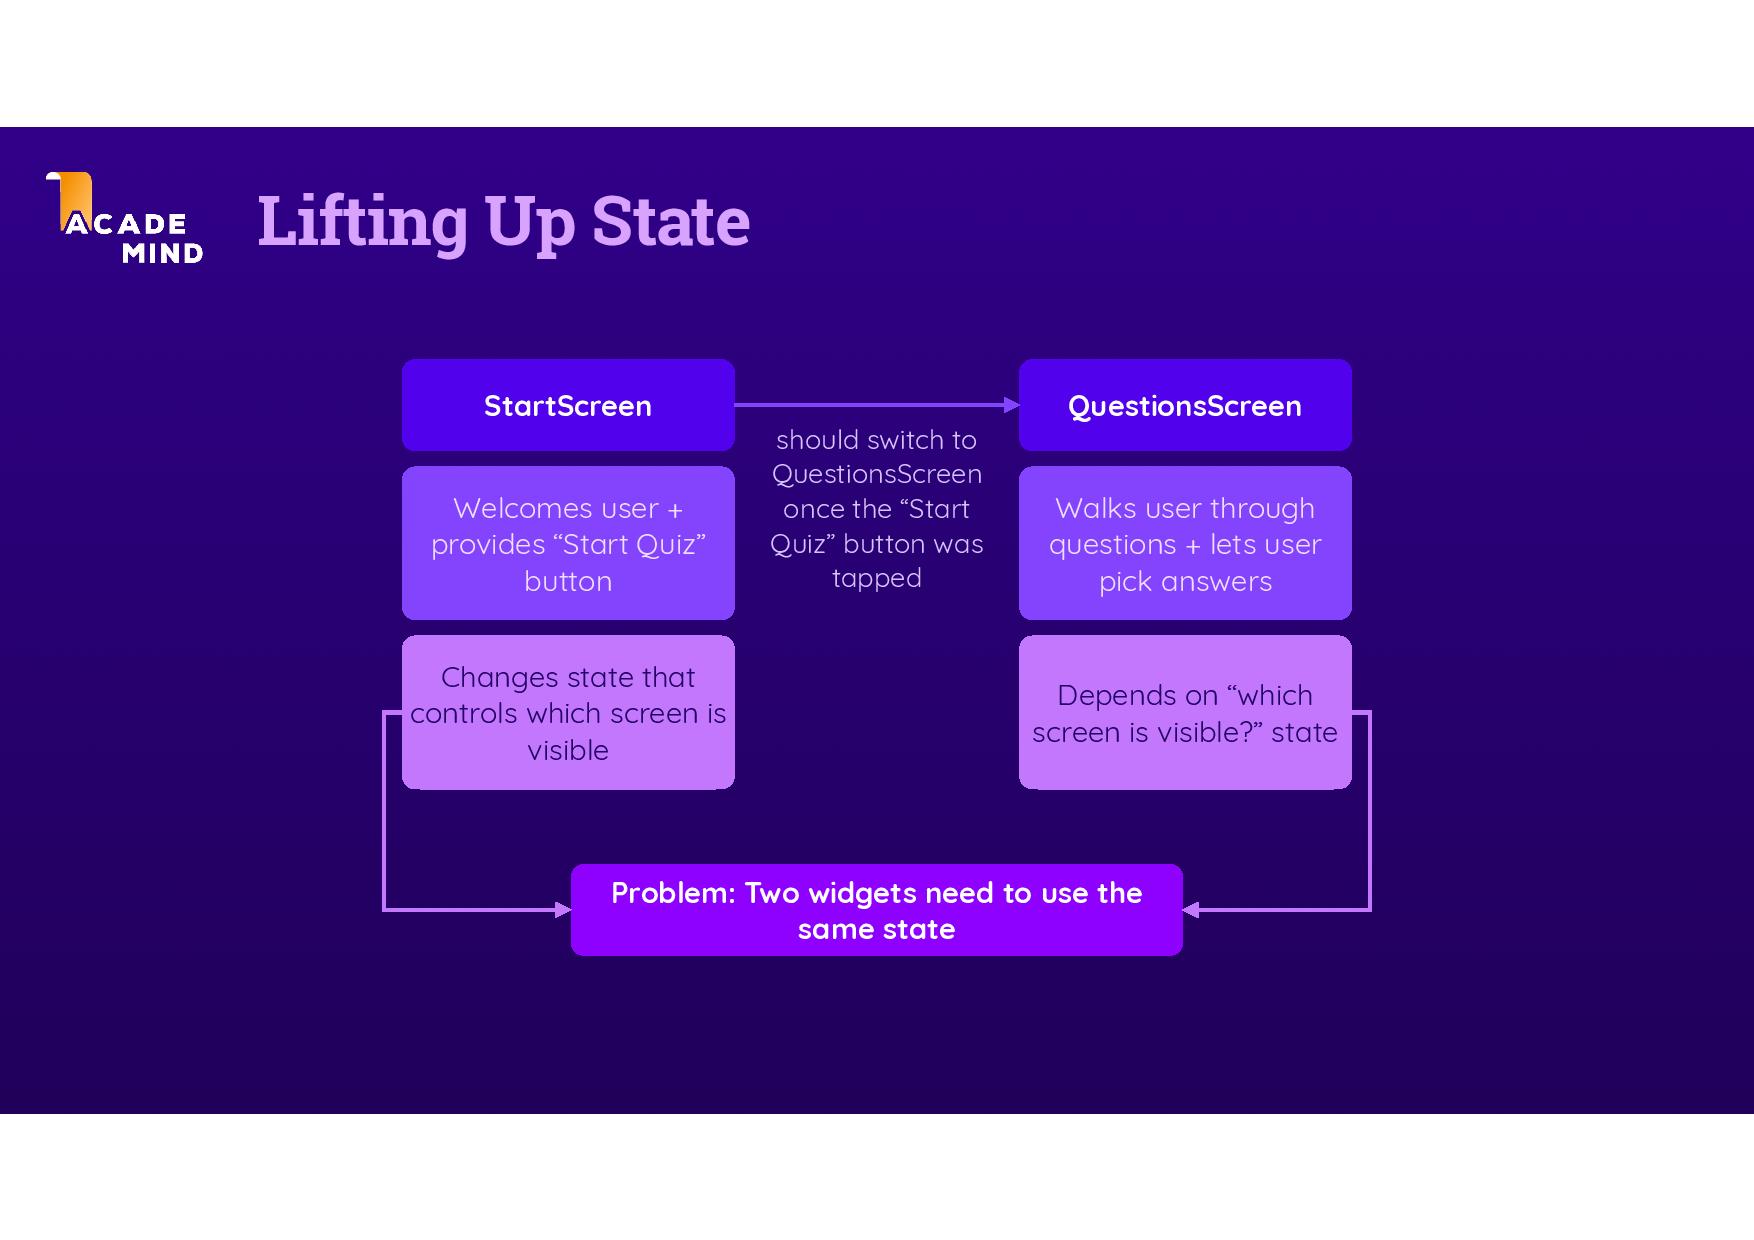 ACADE
MIND
Lifting Up State
StartScreen
QuestionsScreen
should switch to
QuestionsScreen
once the “Start
Quiz” button was
tapped
Welcomes user +
provides “Start Quiz”
button
Walks user through
questions + lets user
pick answers
Changes state that
controls which screen is
visible
Depends on “which
screen is visible?” state
Problem: Two widgets need to use the
same state